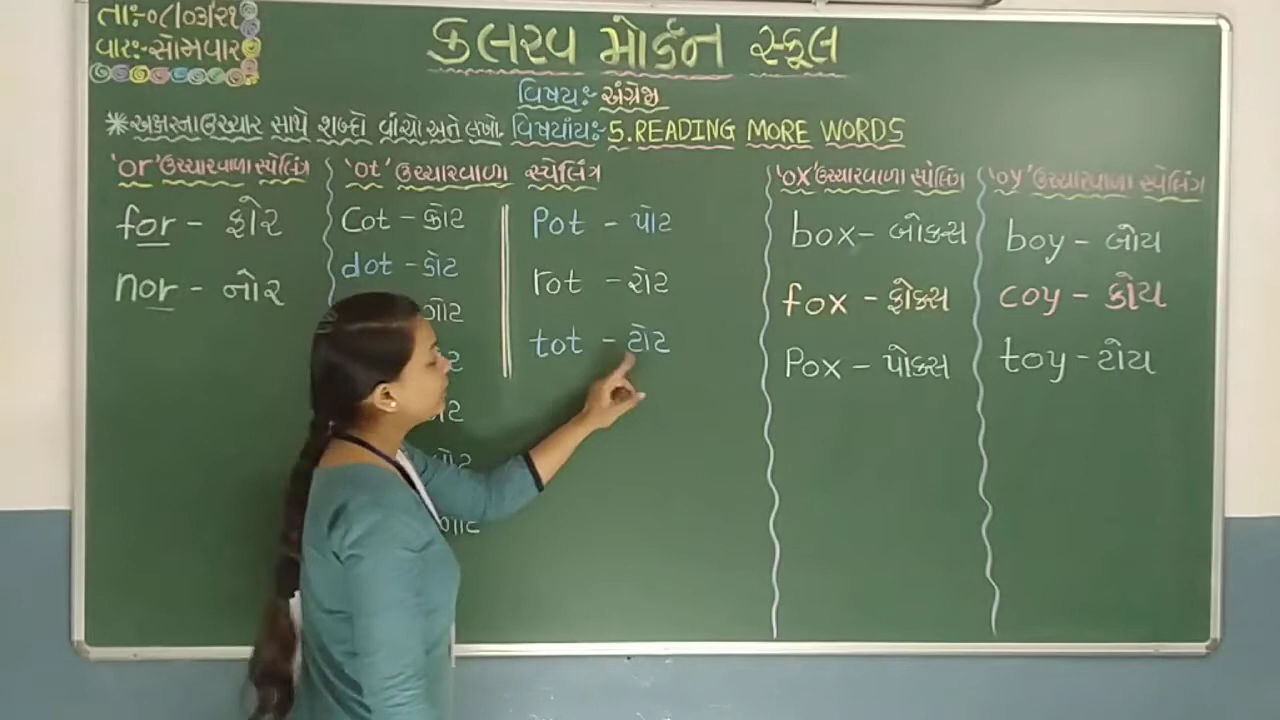 તાઃ-૦૮/૦૩/૨૧
વારઃ-સોમવાર
કલરવ મોર્ડન સ્કૂલ
વિષયઃ- અંગ્રેજી
*અક્ષરના ઉચ્ચાર સાથે શબ્દો વાંચો અને લખો. વિષયાંયઃ- 5. READING MORE WORDS
'or' ઉચ્ચારવાળા સ્પેલિંગ
for - ફોર
nor - નોર
'ot' ઉચ્ચારવાળા સ્પેલિંગ
Cot - કોટ
dot - ડોટ
ગોટ
Pot - પોટ
rot - રોટ
tot - ટોટ
'ox' ઉચ્ચારવાળા સ્પેલિંગ
box - બોક્સ
fox - ફોક્સ
Pox - પોક્સ
'oy' ઉચ્ચારવાળા સ્પેલિંગ
boy - બોય
coy - કોય
toy - ટોય